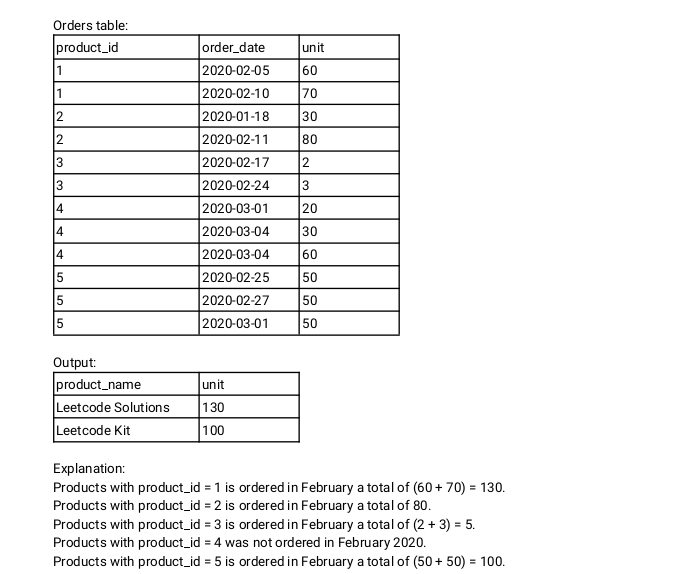 Orders table:
product_id order_date unit
1 2020-02-05 60
1 2020-02-10 70
2 2020-01-18 30
2 2020-02-11 80
3 2020-02-17 2
3 2020-02-24 3
4 2020-03-01 20
4 2020-03-04 30
4 2020-03-04 60
5 2020-02-25 50
5 2020-02-27 50
5 2020-03-01 50
Output:
product_name unit
Leetcode Solutions 130
Leetcode Kit 100
Explanation:
Products with product_id = 1 is ordered in February a total of (60 + 70) = 130.
Products with product_id = 2 is ordered in February a total of 80.
Products with product_id = 3 is ordered in February a total of (2 + 3) = 5.
Products with product_id = 4 was not ordered in February 2020.
Products with product_id = 5 is ordered in February a total of (50 + 50) = 100.